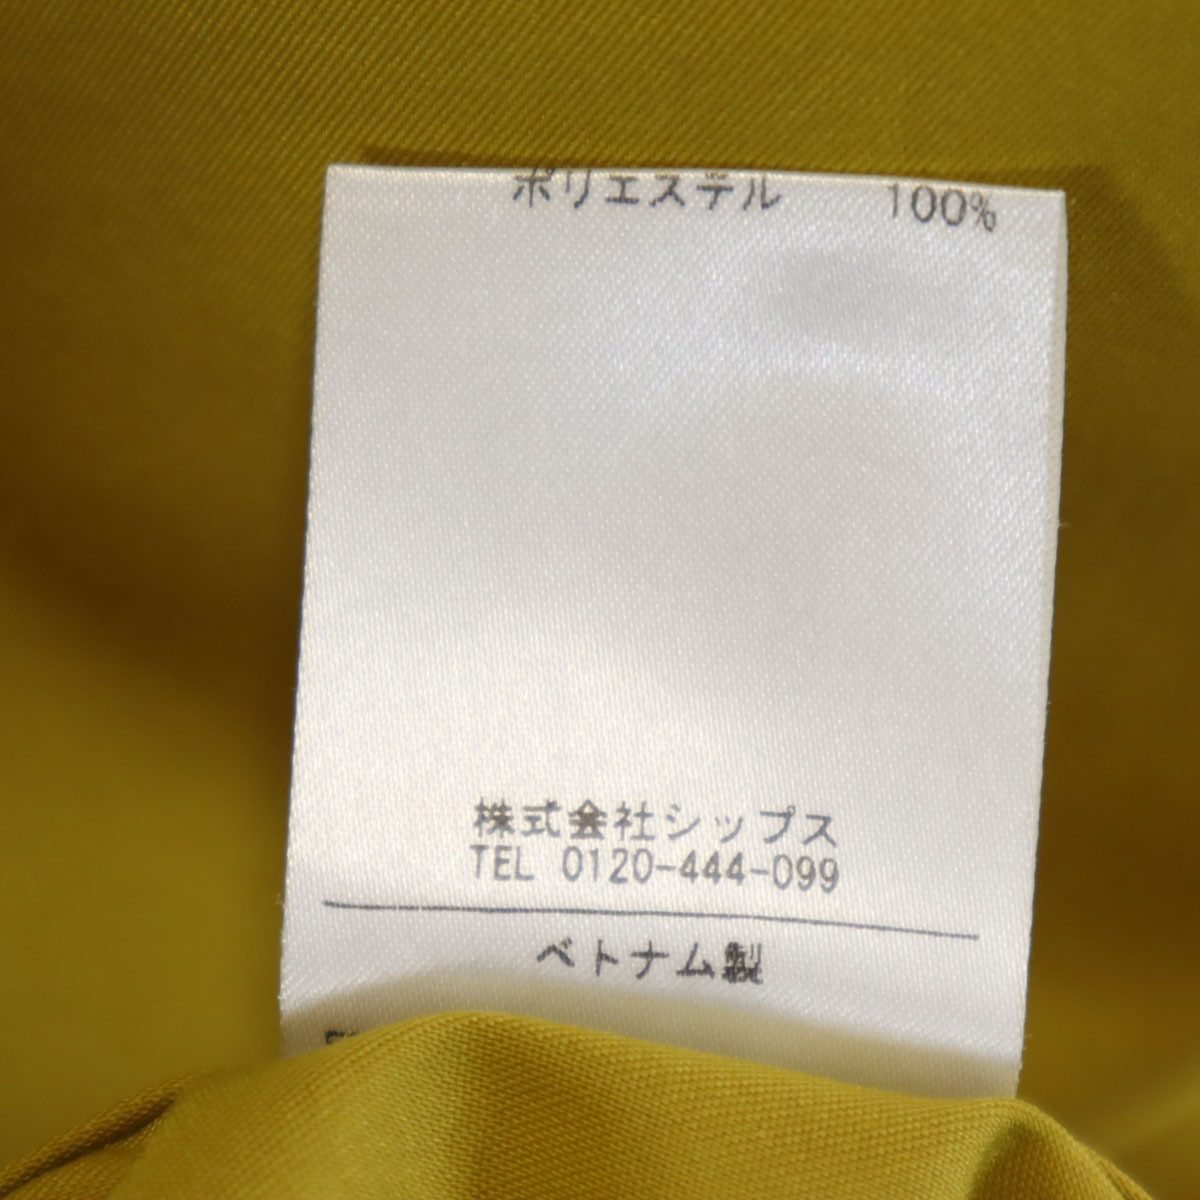 ポリエステル 100%
株式会社シップス
TEL 0120-444-099
ベトナム製